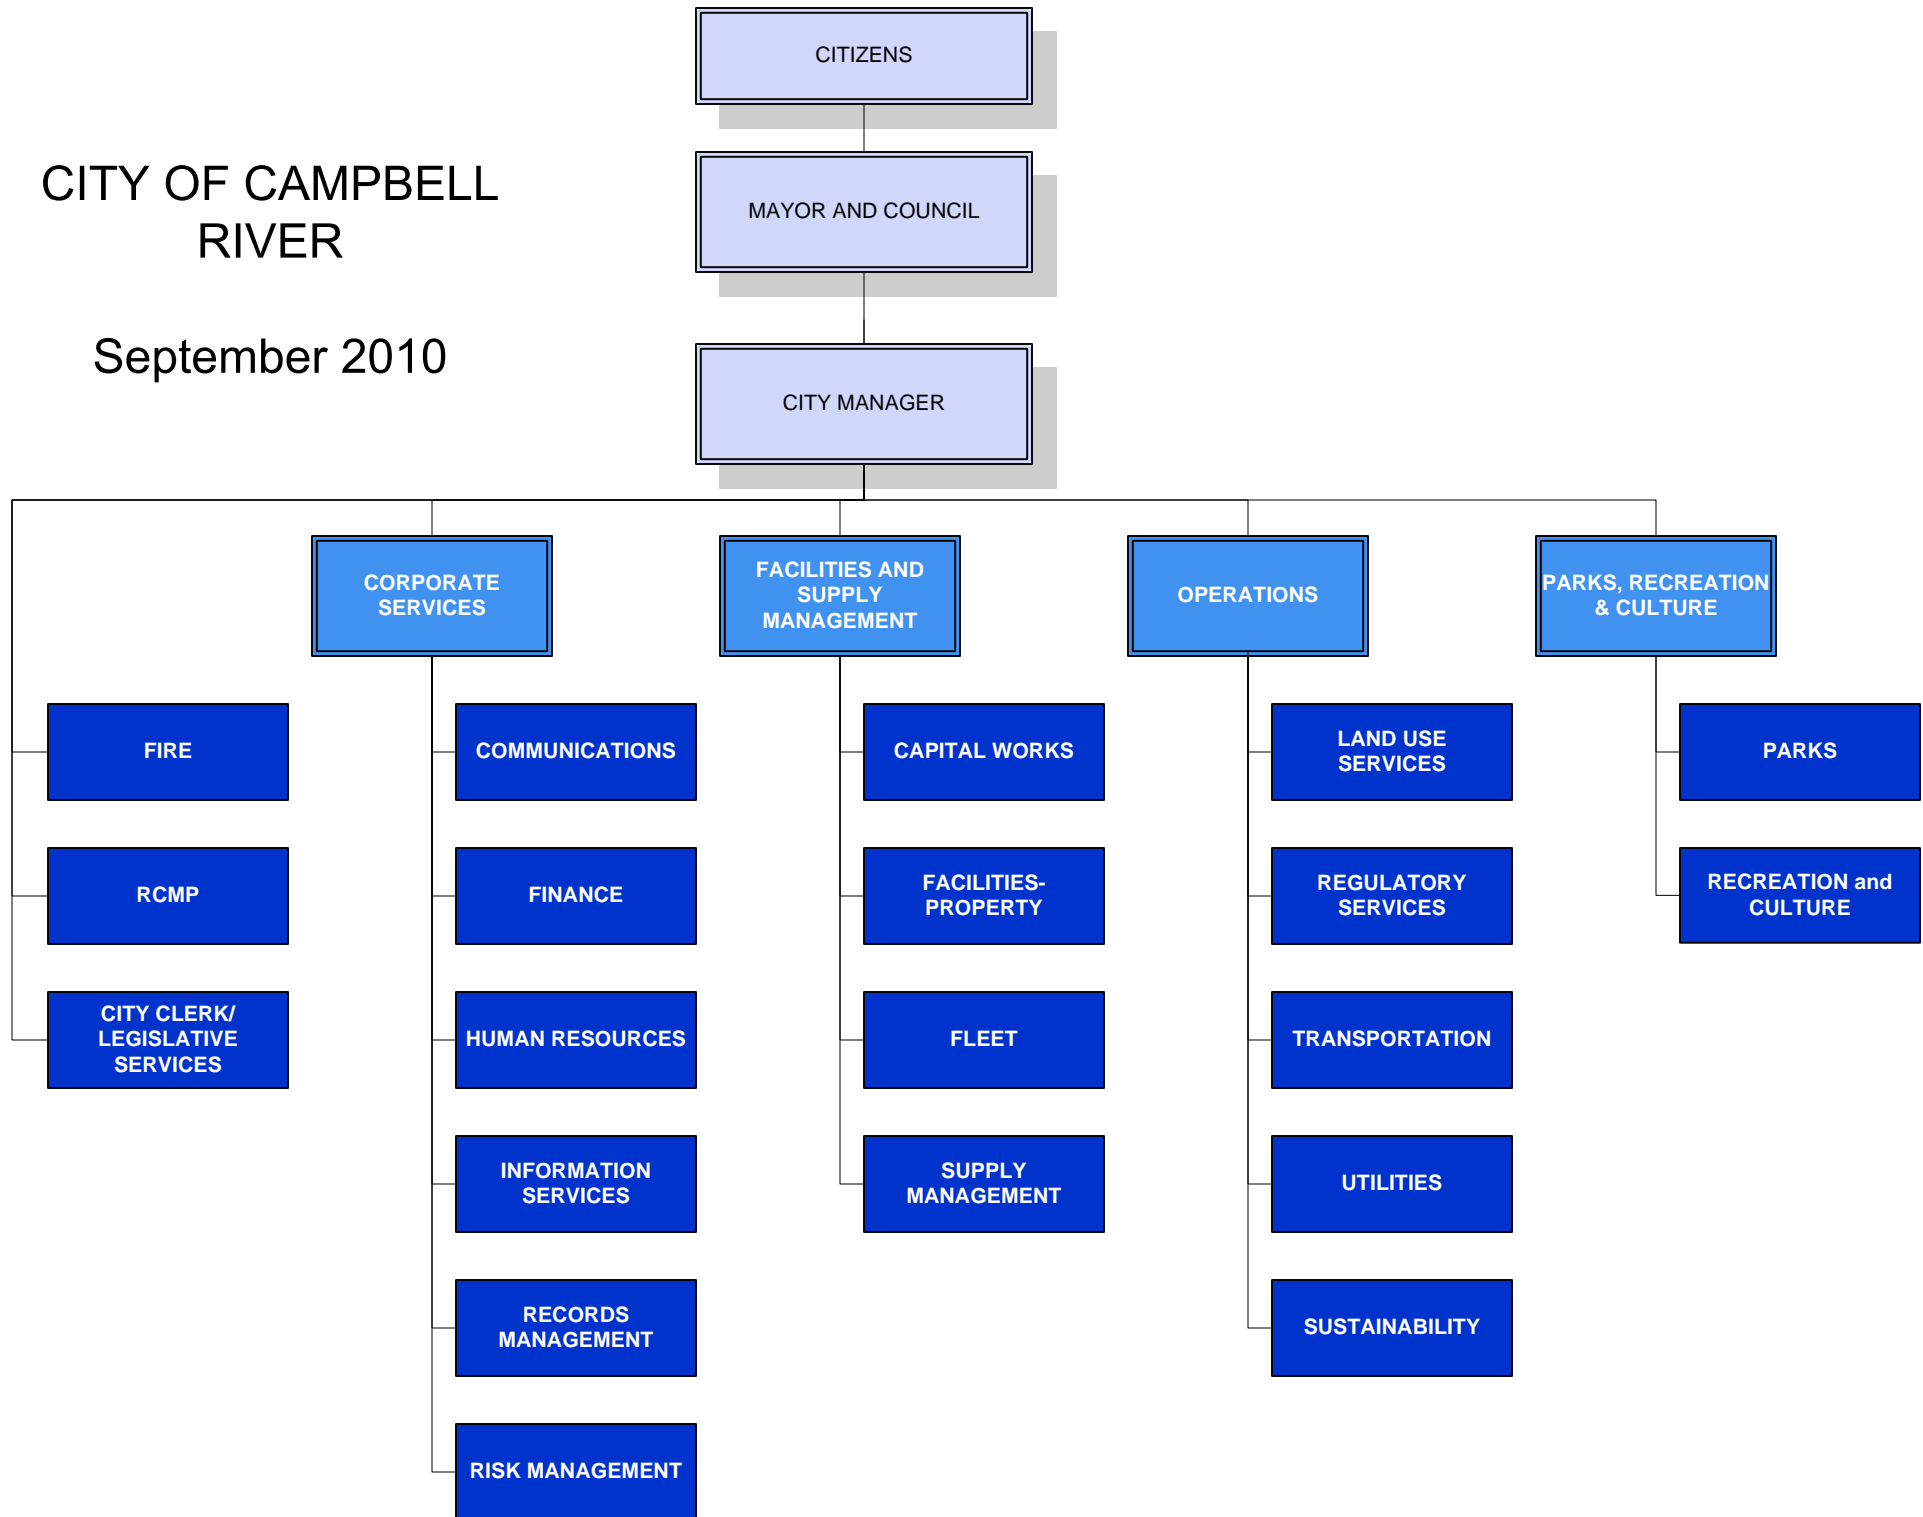 CITIZENS
CITY OF CAMPBELL
RIVER
September 2010
MAYOR AND COUNCIL
CITY MANAGER
CORPORATE
SERVICES
FACILITIES AND
SUPPLY
MANAGEMENT
OPERATIONS
PARKS, RECREATION
& CULTURE
FIRE
RCMP
CITY CLERK/
LEGISLATIVE
SERVICES
COMMUNICATIONS
FINANCE
HUMAN RESOURCES
INFORMATION
SERVICES
RECORDS
MANAGEMENT
RISK MANAGEMENT
CAPITAL WORKS
FACILITIES-
PROPERTY
FLEET
SUPPLY
MANAGEMENT
LAND USE
SERVICES
REGULATORY
SERVICES
TRANSPORTATION
UTILITIES
SUSTAINABILITY
PARKS
RECREATION and
CULTURE